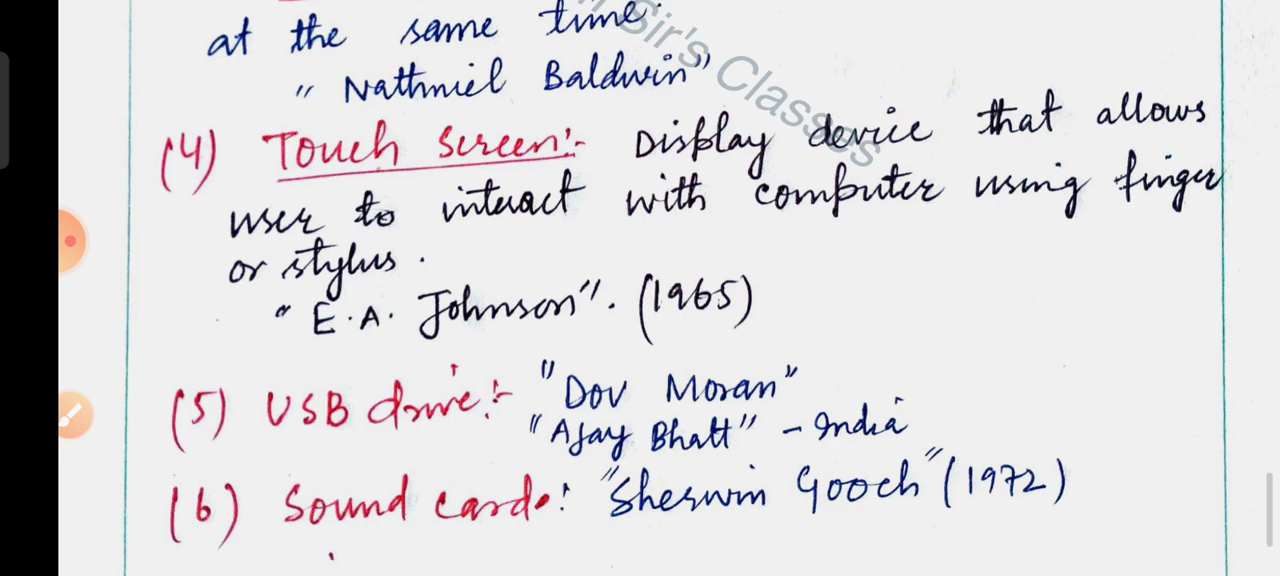 at the same time.
" Nathniel Baldwin"
(4) Touch Screen:- Display device that allows
user to interact with computer using finger
or stylus.
" E.A. Johnson". (1965)
(5) USB drive:- "Dov Moran"
"Ajay Bhatt" - India
(6) Sound card: "Sherwin Gooch" (1972)
Sir's Classes